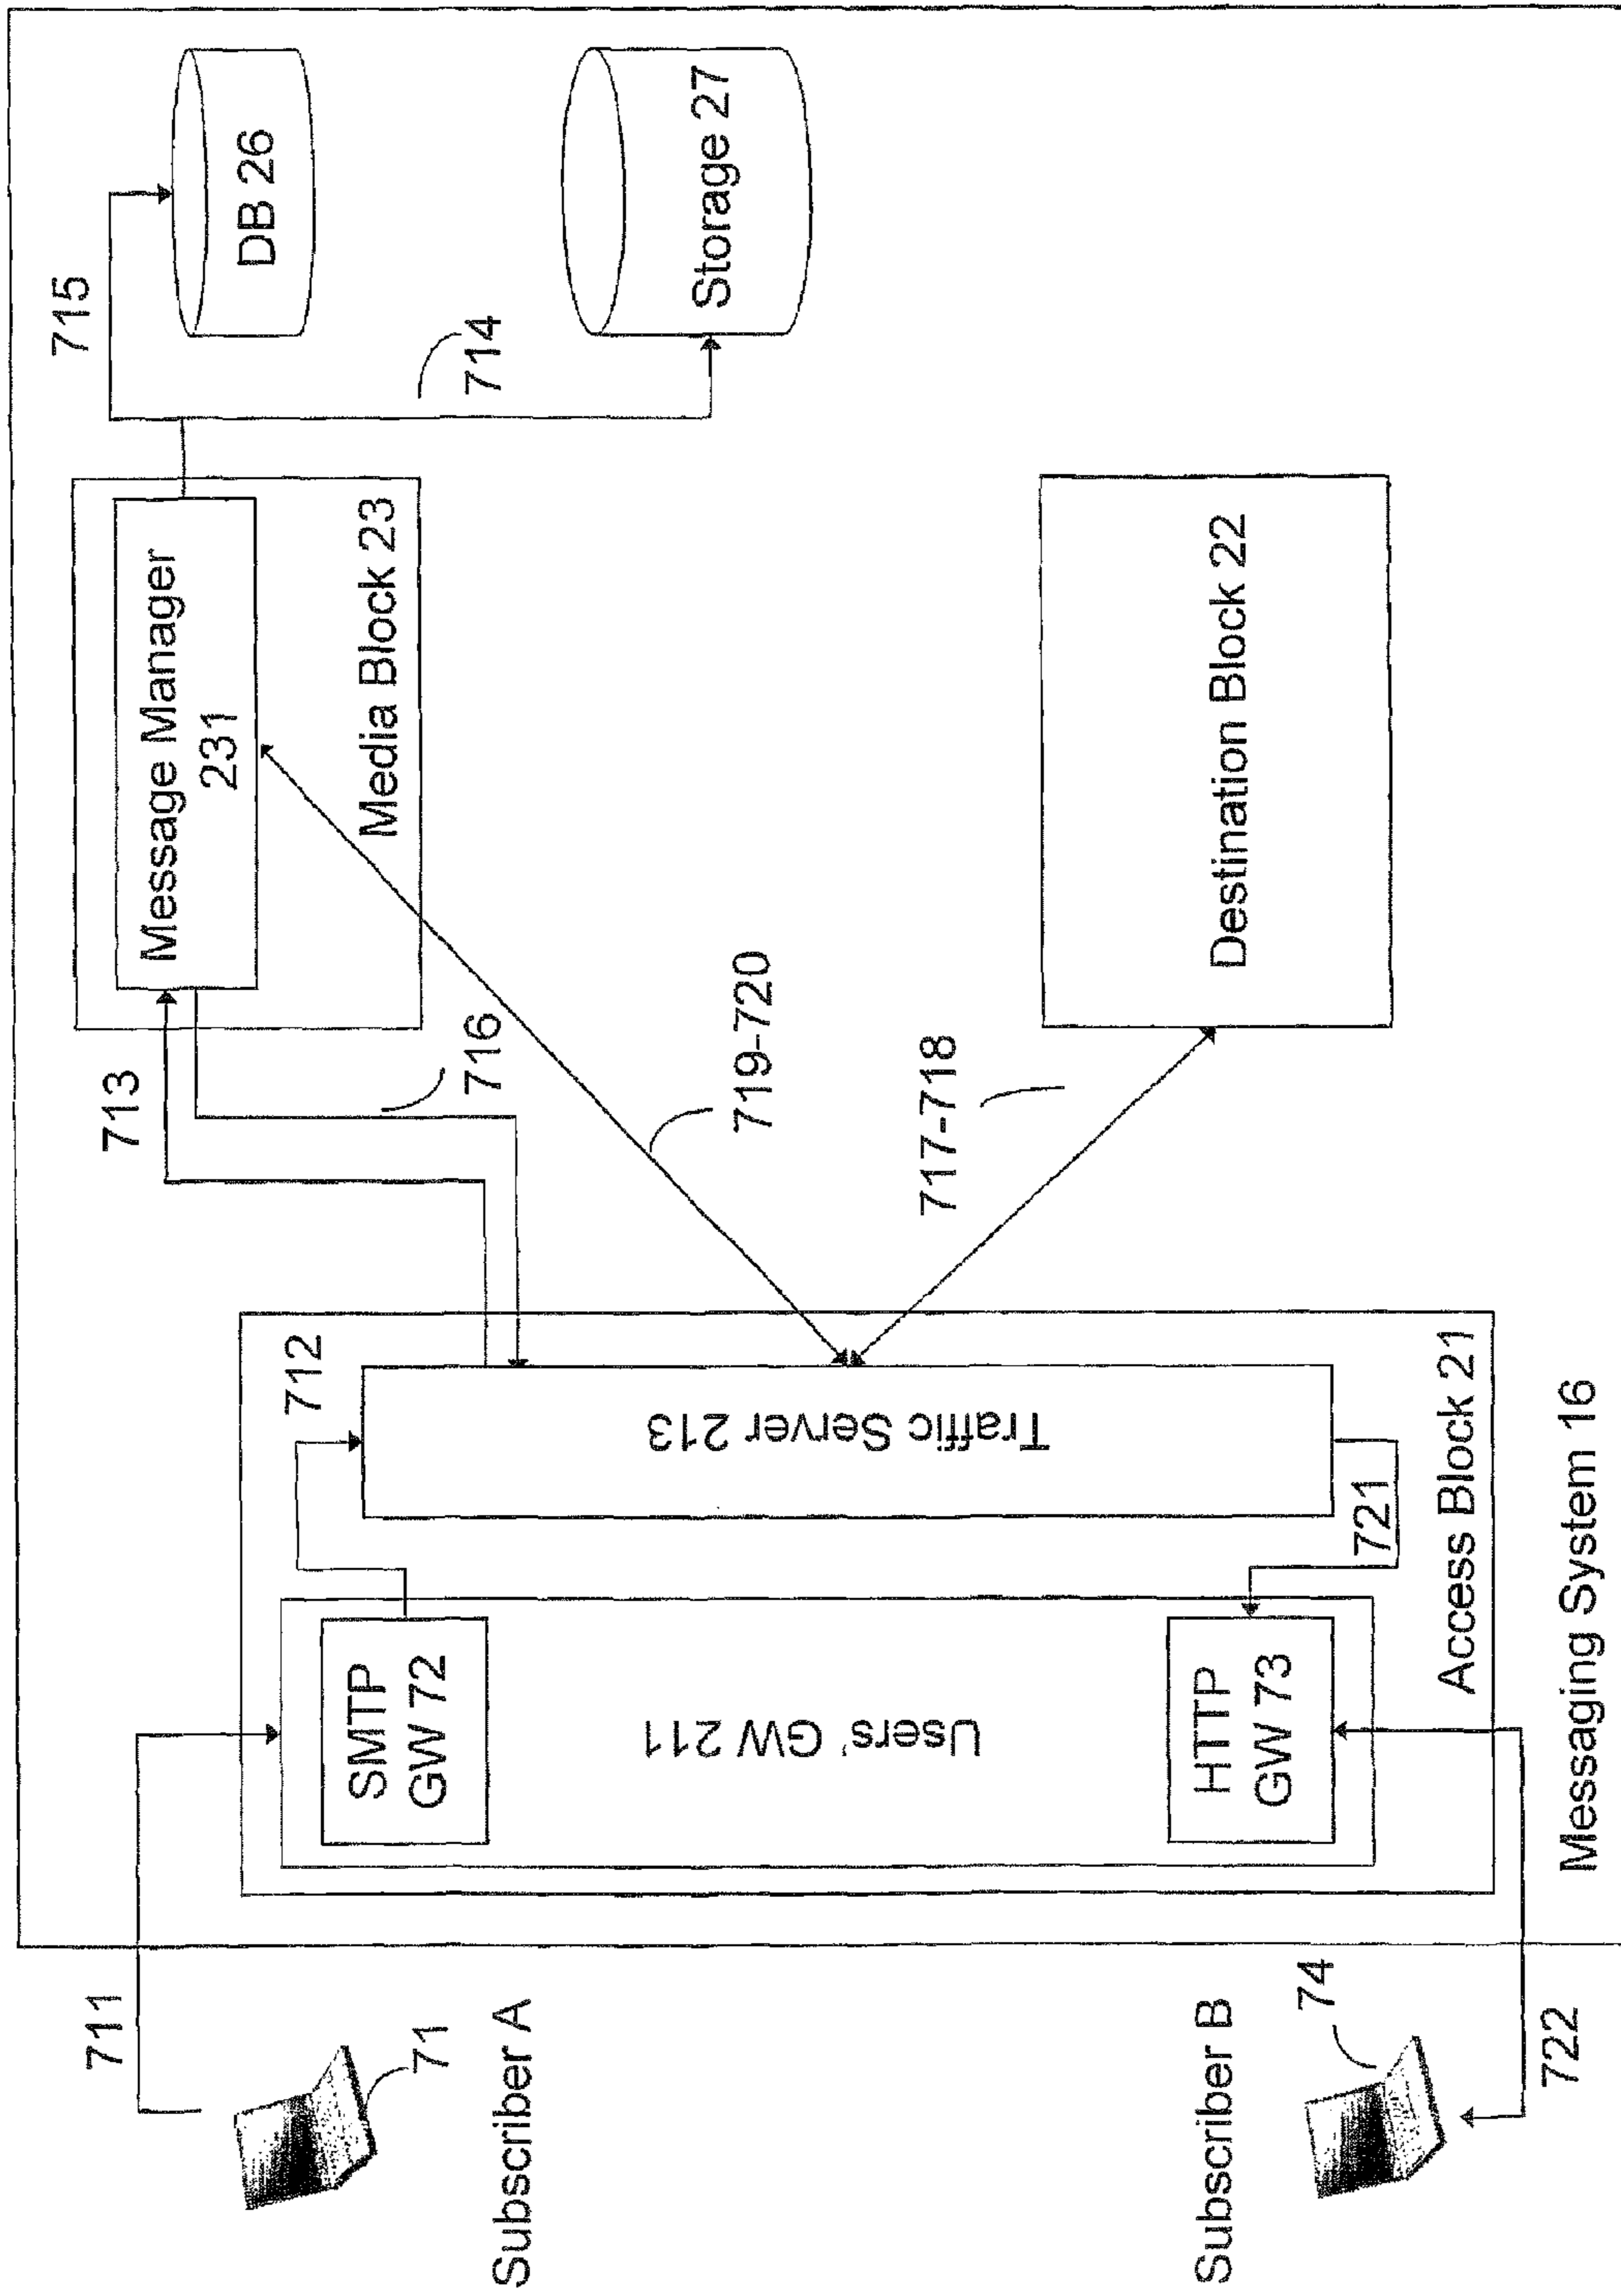 711
71
Subscriber A
Subscriber B
74
722
SMTP
GW 72
Users' GW 211
HTTP
GW 73
712
Traffic Server 213
721
Access Block 21
Messaging System 16
713
716
719-720
717-718
Message Manager
231
Media Block 23
Destination Block 22
715
714
DB 26
Storage 27